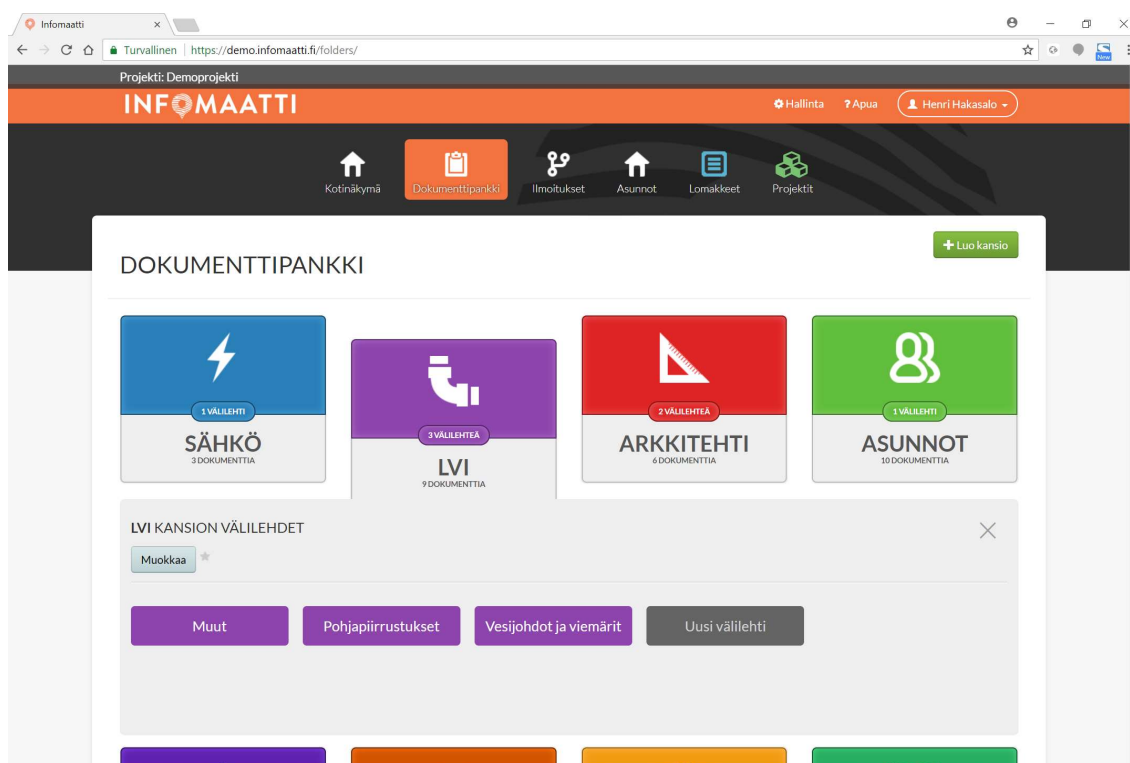 Infomaatti
Turvallinen | https://demo.infomaatti.fi/folders/
New
Projekti: Demoprojekti
INFOMAATTI
Hallinta ? Apua Henri Hakasalo
Kotinäkymä Dokumenttipankki Ilmoitukset Asunnot Lomakkeet Projektit
+ Luo kansio
DOKUMENTTIPANKKI
1 VÄLILEHTI
SÄHKÖ
3 DOKUMENTTIA
3 VÄLILEHTEÄ
LVI
9 DOKUMENTTIA
2 VÄLILEHTEÄ
ARKKITEHTI
6 DOKUMENTTIA
1 VÄLILEHTI
ASUNNOT
10 DOKUMENTTIA
LVI KANSION VÄLILEHDET
Muokkaa
Muut Pohjapiirrustukset Vesijohdot ja viemärit Uusi välilehti